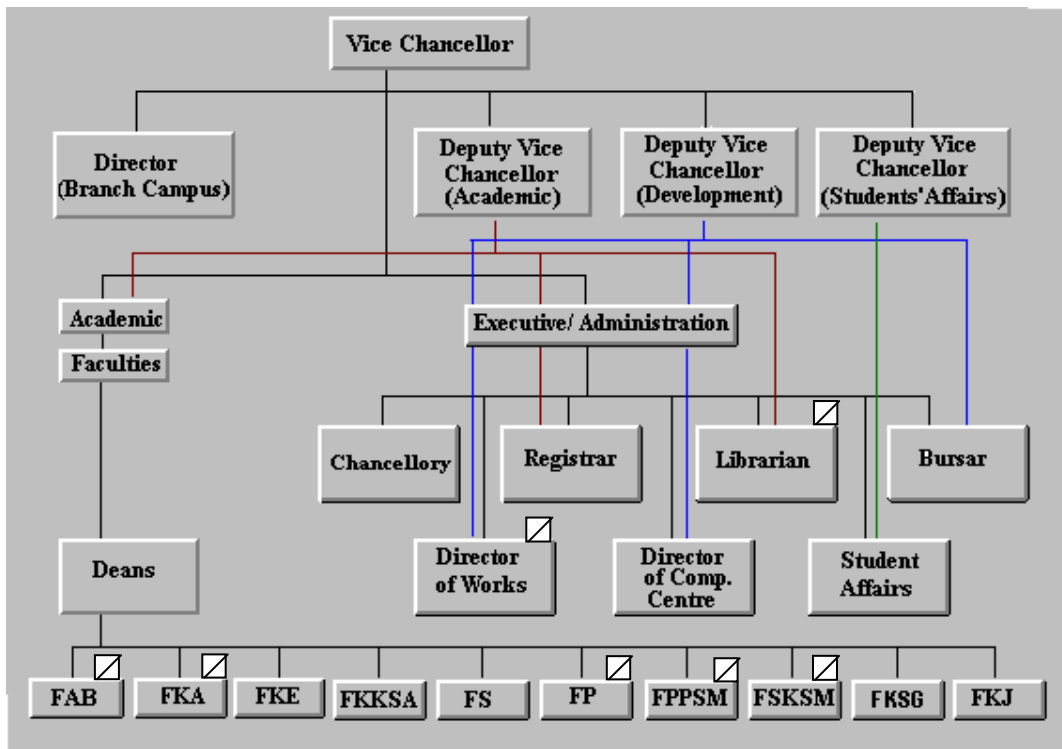 Vice Chancellor
Director
(Branch Campus)
Deputy Vice
Chancellor
(Academic)
Deputy Vice
Chancellor
(Development)
Deputy Vice
Chancellor
(Students'Affairs)
Academic
Faculties
Executive/ Administration
Chancellory
Registrar
Librarian
Bursar
Deans
Director
of Works
Director
of Comp.
Centre
Student
Affairs
FAB
FKA
FKE
FKKSA
FS
FP
FPPSM
FSKSM
FKSG
FKJ